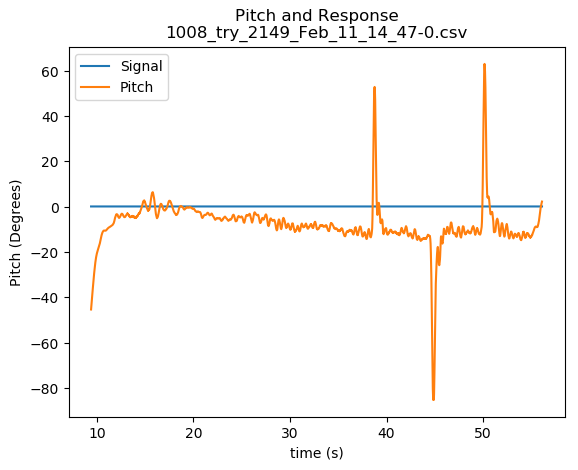 Pitch and Response
1008_try_2149_Feb_11_14_47-0.csv
Signal
Pitch
60
40
20
0
−20
−40
−60
−80
Pitch (Degrees)
10
20
30
40
50
time (s)